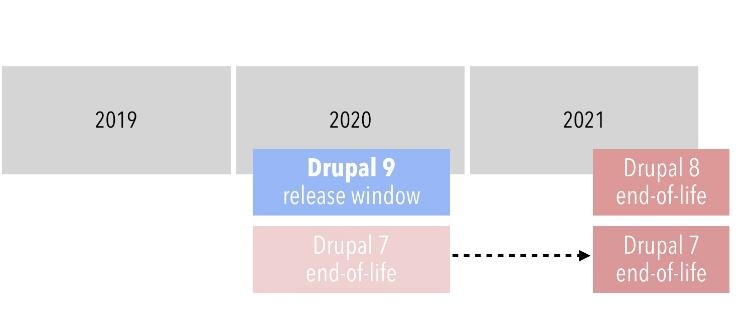 2019
2020
2021
Drupal 9
release window
Drupal 8
end-of-life
Drupal 7
end-of-life
Drupal 7
end-of-life